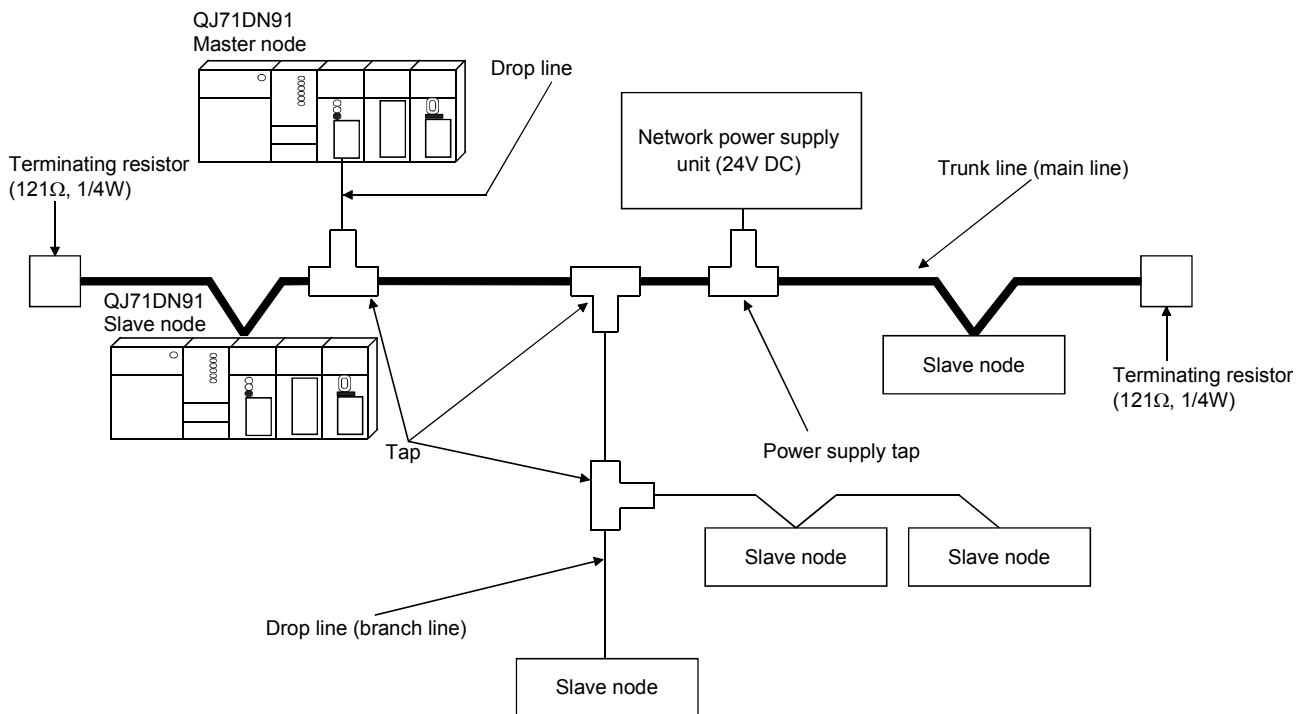 QJ71DN91
Master node
Drop line
Network power supply
unit (24V DC)
Terminating resistor
(121Ω, 1/4W)
Trunk line (main line)
QJ71DN91
Slave node
Slave node
Terminating resistor
(121Ω, 1/4W)
Tap
Power supply tap
Slave node
Slave node
Drop line (branch line)
Slave node